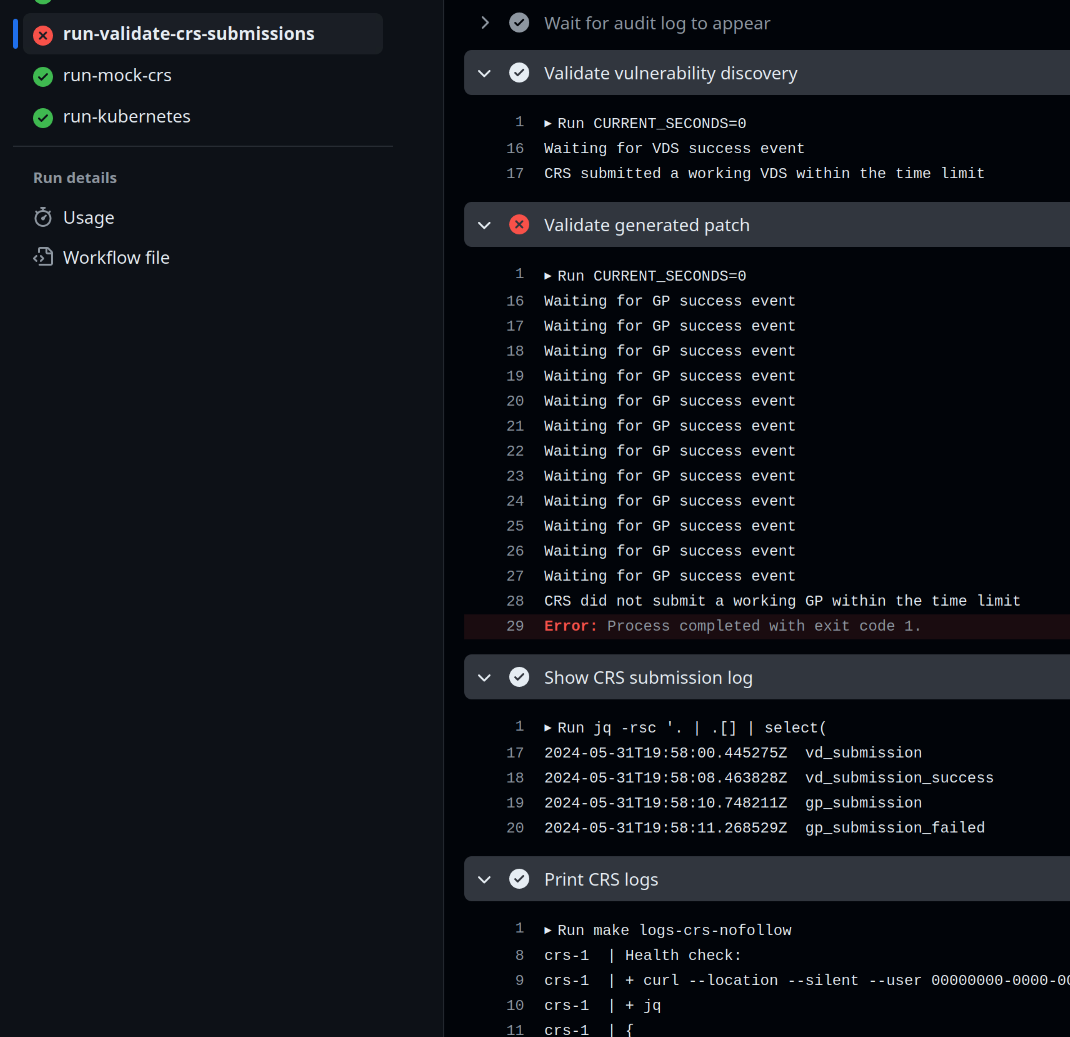 run-validate-crs-submissions
run-mock-crs
run-kubernetes
Run details
Usage
Workflow file
Wait for audit log to appear
Validate vulnerability discovery
1 ▶ Run CURRENT_SECONDS=0
16 Waiting for VDS success event
17 CRS submitted a working VDS within the time limit
Validate generated patch
1 ▶ Run CURRENT_SECONDS=0
16 Waiting for GP success event
17 Waiting for GP success event
18 Waiting for GP success event
19 Waiting for GP success event
20 Waiting for GP success event
21 Waiting for GP success event
22 Waiting for GP success event
23 Waiting for GP success event
24 Waiting for GP success event
25 Waiting for GP success event
26 Waiting for GP success event
27 Waiting for GP success event
28 CRS did not submit a working GP within the time limit
29 Error: Process completed with exit code 1.
Show CRS submission log
1 ▶ Run jq -rsc '. | .[] | select(
17 2024-05-31T19:58:00.445275Z  vd_submission
18 2024-05-31T19:58:08.463828Z  vd_submission_success
19 2024-05-31T19:58:10.748211Z  gp_submission
20 2024-05-31T19:58:11.268529Z  gp_submission_failed
Print CRS logs
1 ▶ Run make logs-crs-nofollow
8 crs-1  | Health check:
9 crs-1  | + curl --location --silent --user 00000000-0000-00
10 crs-1  | + jq
11 crs-1  | {